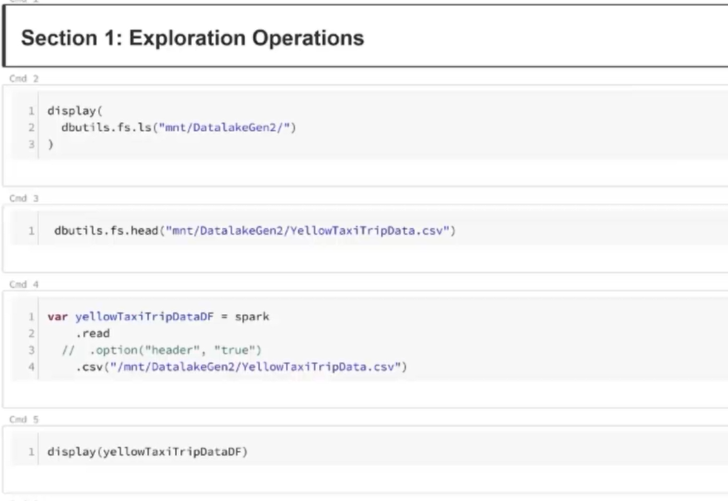 Section 1: Exploration Operations
Cmd 2
1 display(
2 dbutils.fs.ls("mnt/DatalakeGen2/")
3 )
Cmd 3
1 dbutils.fs.head("mnt/DatalakeGen2/YellowTaxiTripData.csv")
Cmd 4
1 var yellowTaxiTripDataDF = spark
2 .read
3 // .option("header", "true")
4 .csv("/mnt/DatalakeGen2/YellowTaxiTripData.csv")
Cmd 5
1 display(yellowTaxiTripDataDF)